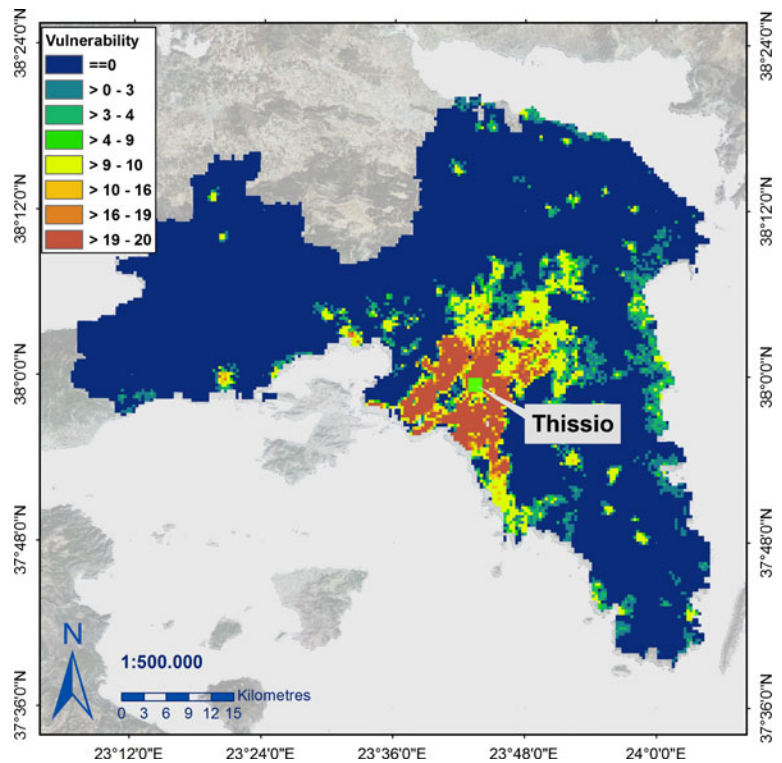 Vulnerability
==0
> 0 - 3
> 3 - 4
> 4 - 9
> 9 - 10
> 10 - 16
> 16 - 19
> 19 - 20
38°24'0"N
38°24'0"N
38°12'0"N
38°12'0"N
38°0'0"N
38°0'0"N
Thissio
37°48'0"N
37°48'0"N
N
1:500.000
Kilometres
0 3 6 9 12 15
37°36'0"N
37°36'0"N
23°12'0"E 23°24'0"E 23°36'0"E 23°48'0"E 24°0'0"E